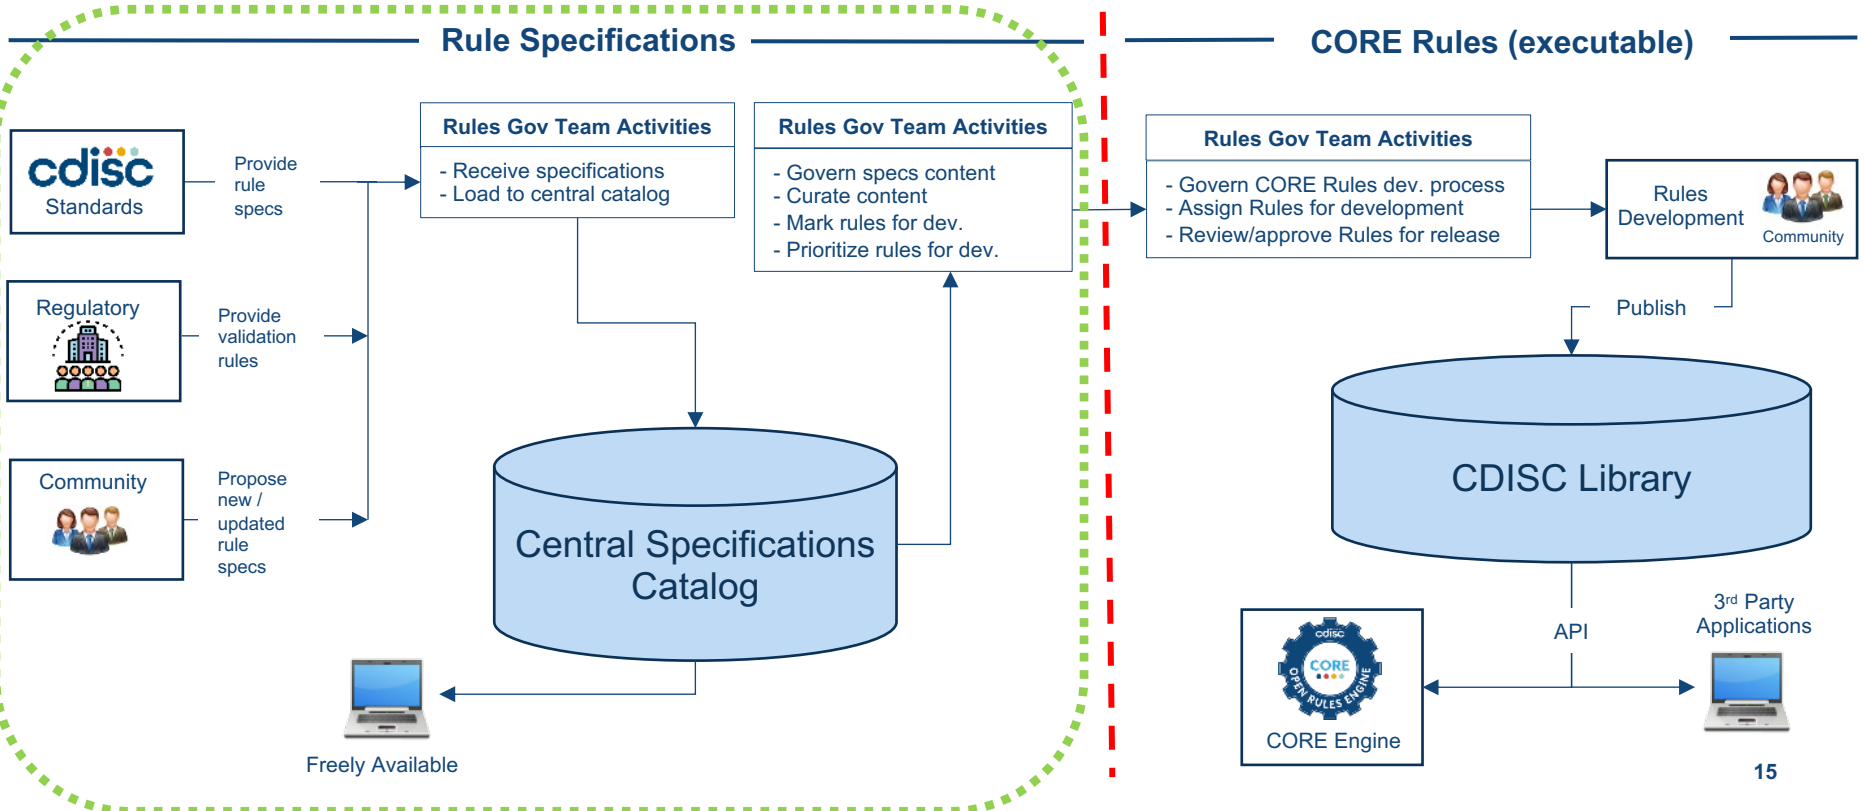 Rule Specifications
CORE Rules (executable)
cdisc
Standards
Provide
rule
specs
Regulatory
Provide
validation
rules
Community
Propose
new /
updated
rule
specs
Rules Gov Team Activities
- Receive specifications
- Load to central catalog
Rules Gov Team Activities
- Govern specs content
- Curate content
- Mark rules for dev.
- Prioritize rules for dev.
Central Specifications
Catalog
Freely Available
Rules Gov Team Activities
- Govern CORE Rules dev. process
- Assign Rules for development
- Review/approve Rules for release
Rules
Development
Community
Publish
CDISC Library
API
cdisc
CORE
OPEN RULES ENGINE
CORE Engine
3rd Party
Applications
15